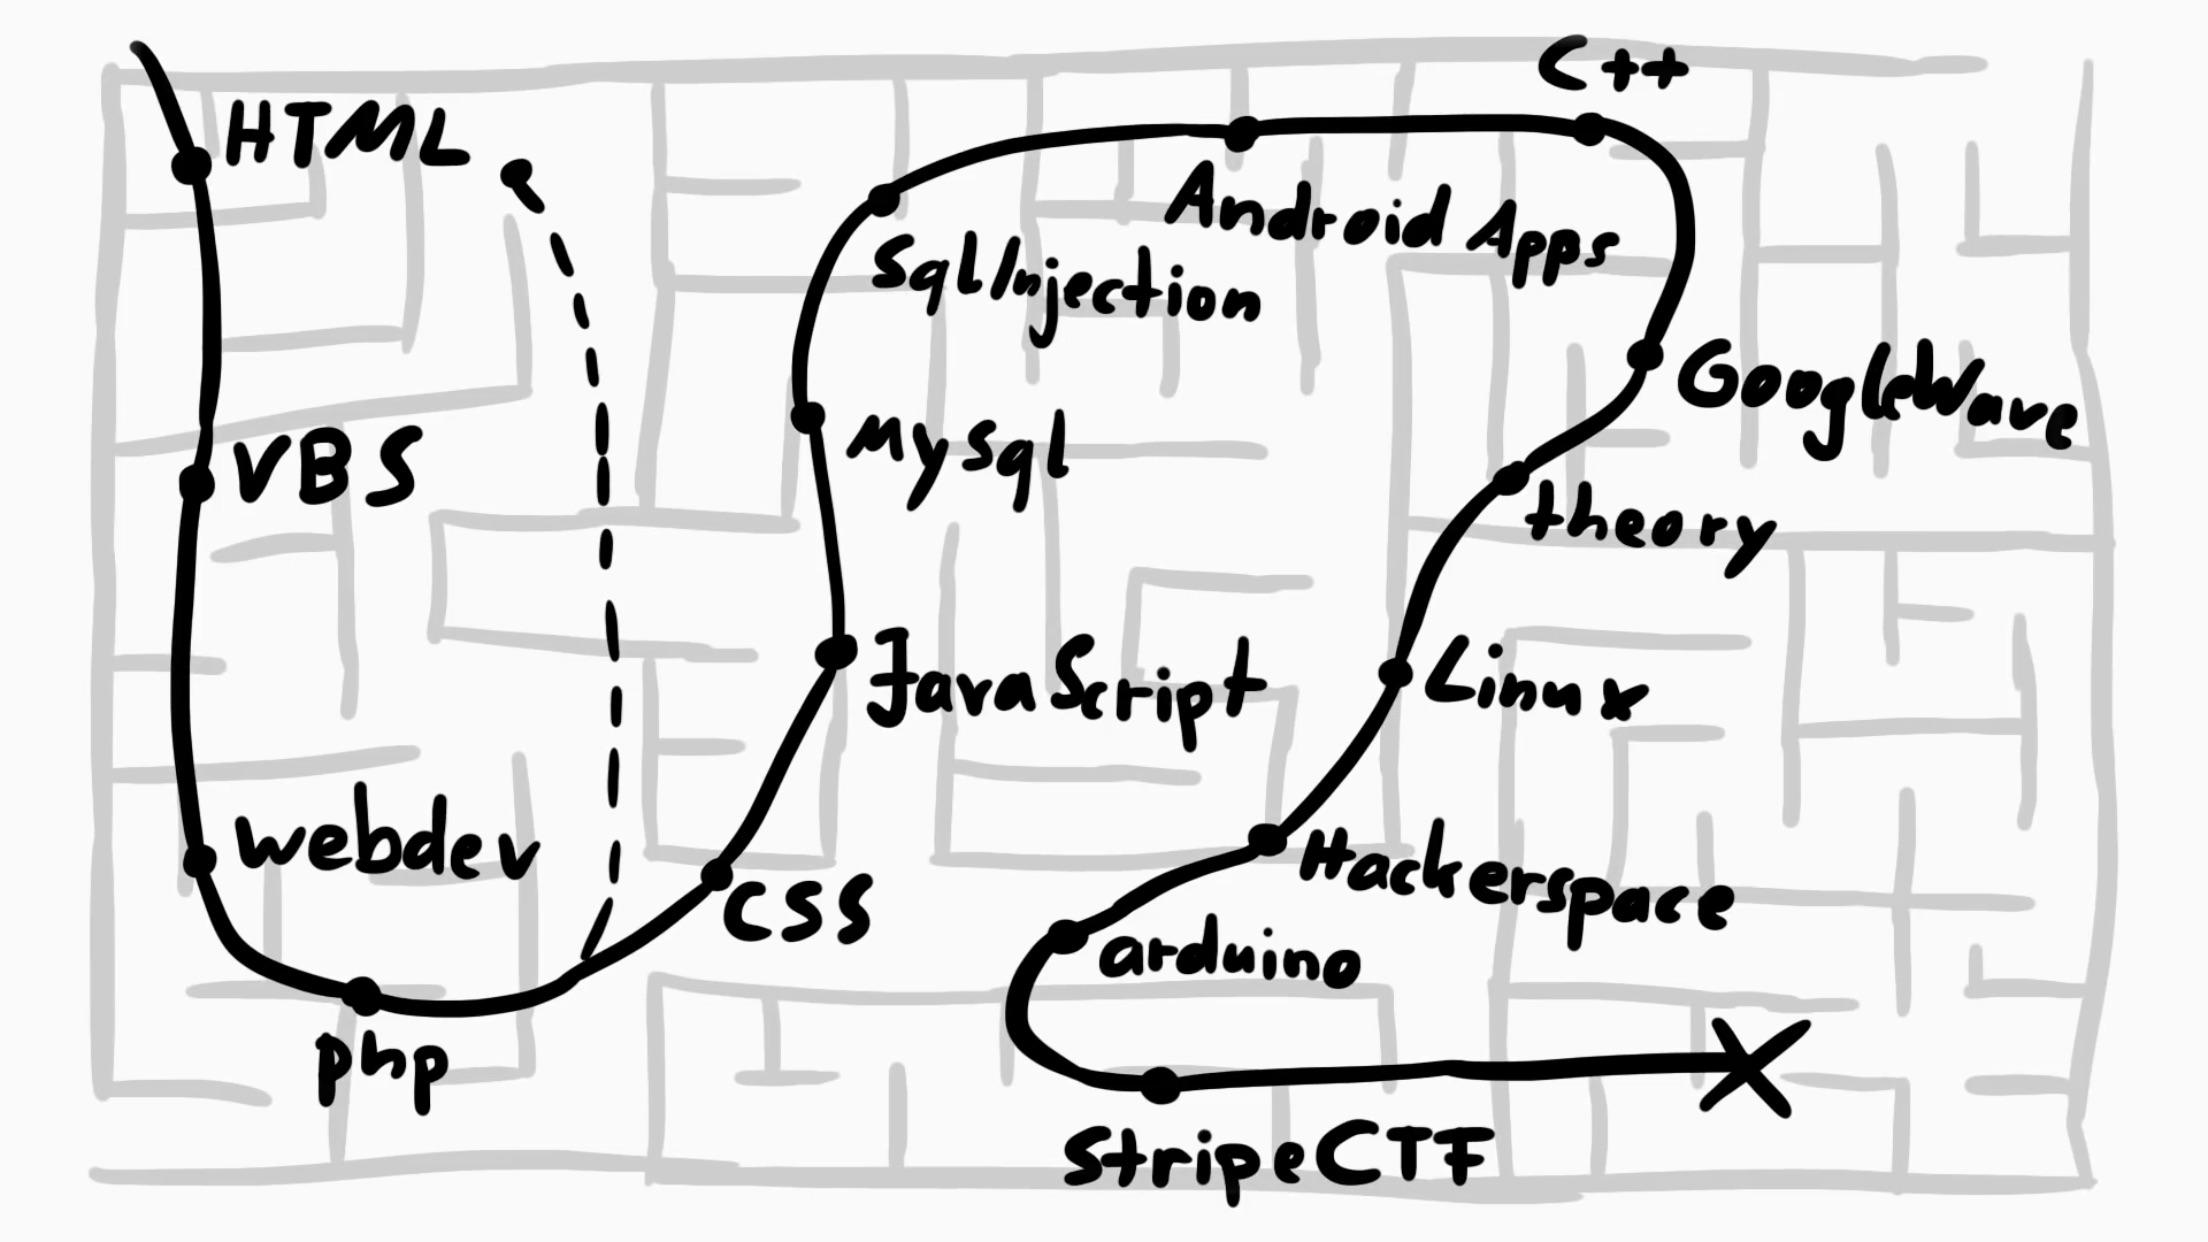 HTML
VBS
webdev
php
CSS
JavaScript
MySql
SqlInjection
Android Apps
C++
GoogleWave
theory
Linux
Hackerspace
arduino
StripeCTF